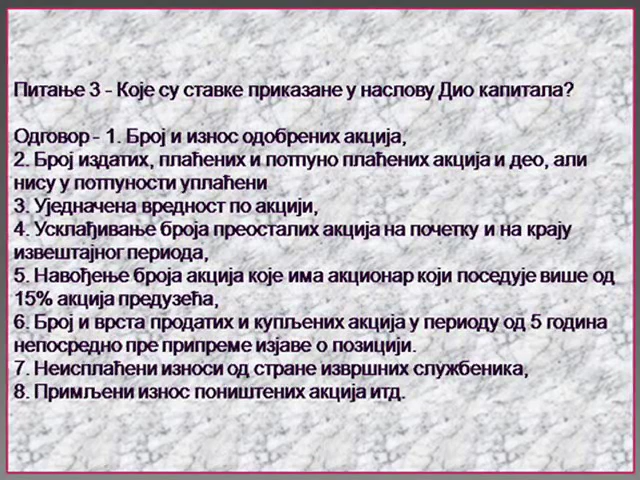 Питање 3 - Које су ставке приказане у наслову Дио капитала?
Одговор - 1. Број и износ одобрених акција,
2. Број издатих, плаћених и потпуно плаћених акција и део, али
нису у потпуности уплаћени
3. Уједначена вредност по акцији,
4. Усклађивање броја преосталих акција на почетку и на крају
извештајног периода,
5. Навођење броја акција које има акционар који поседује више од
15% акција предузећа,
6. Број и врста продатих и купљених акција у периоду од 5 година
непосредно пре припреме изјаве о позицији.
7. Неисплаћени износи од стране извршних службеника,
8. Примљени износ поништених акција итд.